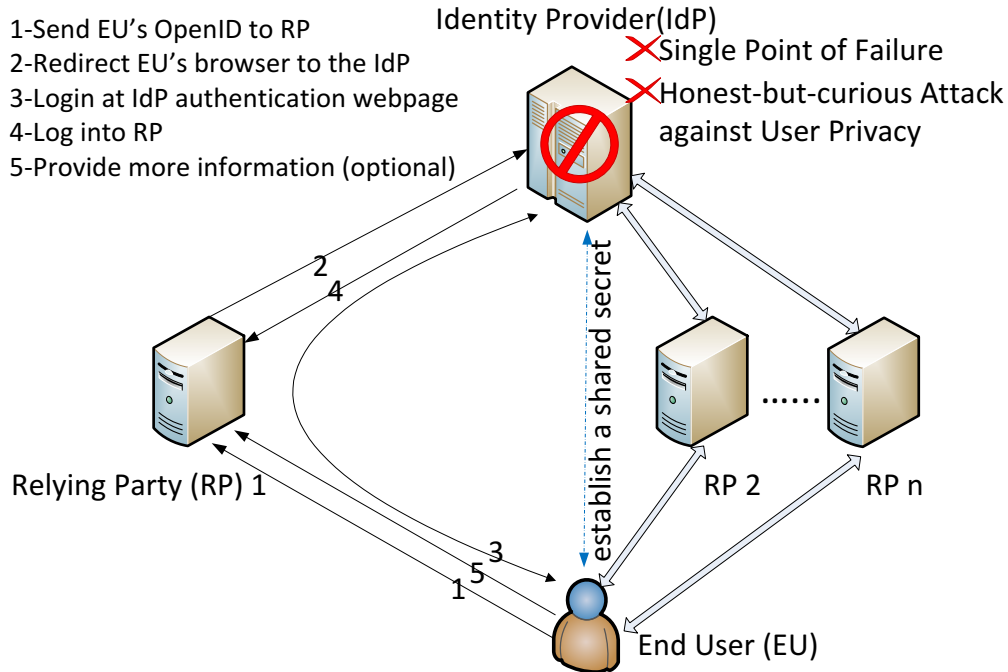 1-Send EU's OpenID to RP
2-Redirect EU's browser to the IdP
3-Login at IdP authentication webpage
4-Log into RP
5-Provide more information (optional)
Identity Provider(IdP)
Single Point of Failure
Honest-but-curious Attack
against User Privacy
2
4
establish a shared secret
......
Relying Party (RP) 1
RP 2
RP n
3
5
1
End User (EU)